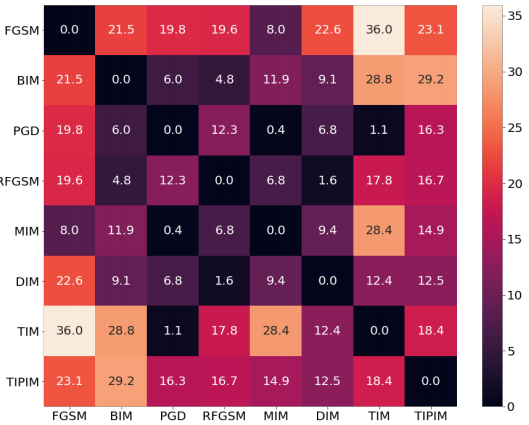 FGSM 0.0 21.5 19.8 19.6 8.0 22.6 36.0 23.1
BIM 21.5 0.0 6.0 4.8 11.9 9.1 28.8 29.2
PGD 19.8 6.0 0.0 12.3 0.4 6.8 1.1 16.3
RFGSM 19.6 4.8 12.3 0.0 6.8 1.6 17.8 16.7
MIM 8.0 11.9 0.4 6.8 0.0 9.4 28.4 14.9
DIM 22.6 9.1 6.8 1.6 9.4 0.0 12.4 12.5
TIM 36.0 28.8 1.1 17.8 28.4 12.4 0.0 18.4
TIPIM 23.1 29.2 16.3 16.7 14.9 12.5 18.4 0.0
FGSM BIM PGD RFGSM MIM DIM TIM TIPIM
35
30
25
20
15
10
5
0